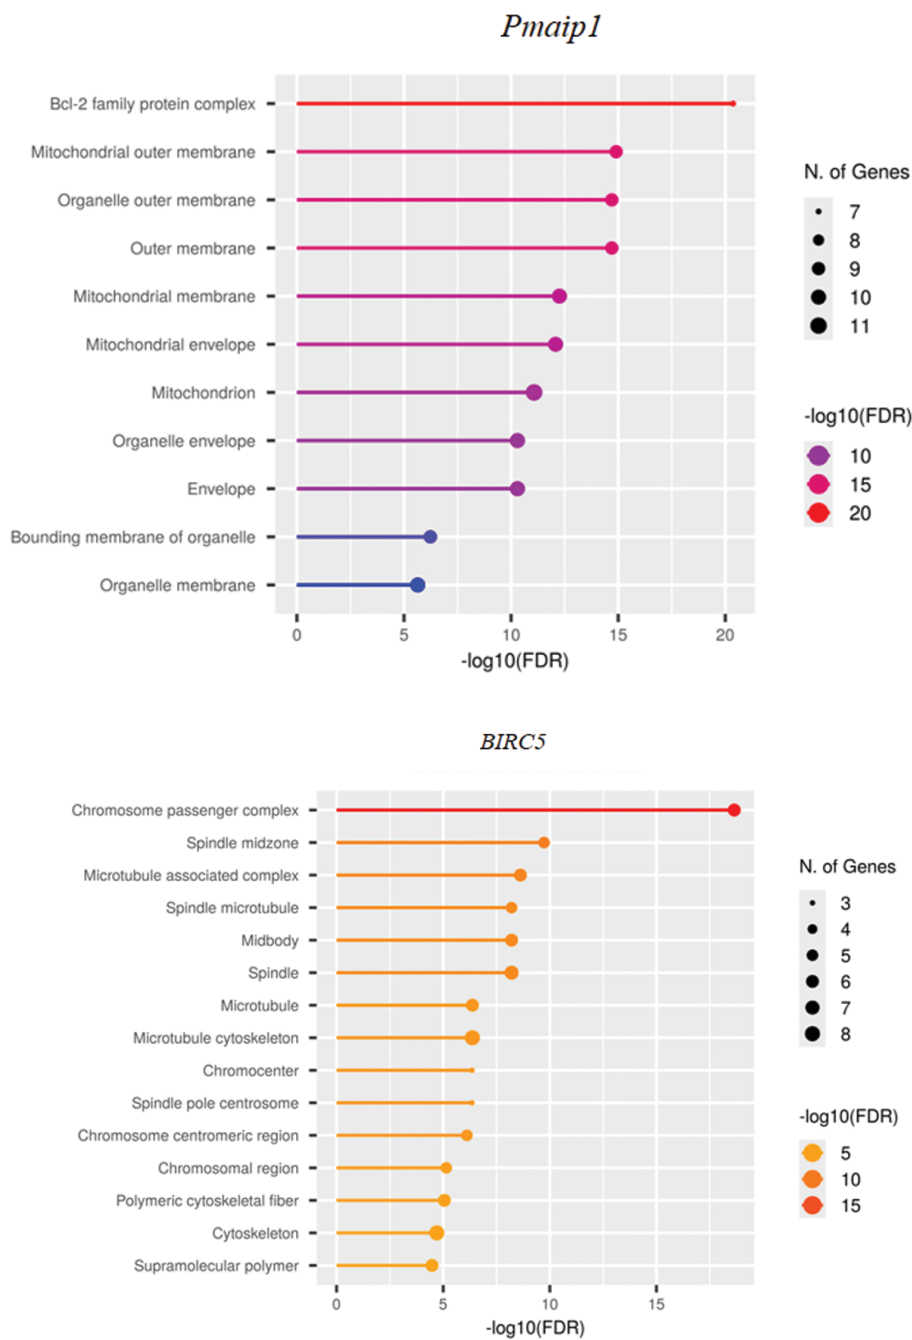 Pmaip1
Bcl-2 family protein complex
Mitochondrial outer membrane
Organelle outer membrane
Outer membrane
Mitochondrial membrane
Mitochondrial envelope
Mitochondrion
Organelle envelope
Envelope
Bounding membrane of organelle
Organelle membrane
0 5 10 15 20
-log10(FDR)
N. of Genes
7
8
9
10
11
-log10(FDR)
10
15
20
BIRC5
Chromosome passenger complex
Spindle midzone
Microtubule associated complex
Spindle microtubule
Midbody
Spindle
Microtubule
Microtubule cytoskeleton
Chromocenter
Spindle pole centrosome
Chromosome centromeric region
Chromosomal region
Polymeric cytoskeletal fiber
Cytoskeleton
Supramolecular polymer
0 5 10 15
-log10(FDR)
N. of Genes
3
4
5
6
7
8
-log10(FDR)
5
10
15